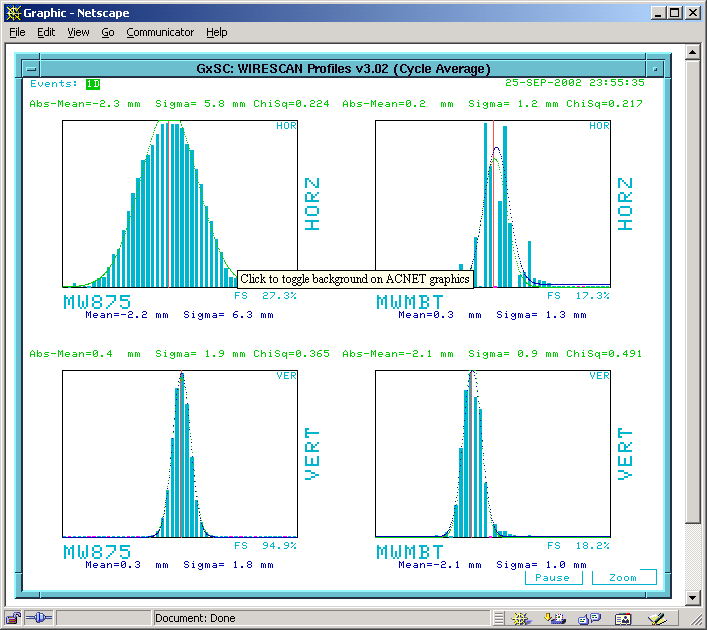 Graphic - Netscape
File Edit View Go Communicator Help
GxSC: WIRESCAN Profiles v3.02 (Cycle Average)
Events: 1D 25-SEP-2002 23:55:35
Abs-Mean=-2.3 mm Sigma= 5.8 mm ChiSq=0.224 Abs-Mean=0.2 mm Sigma= 1.2 mm ChiSq=0.217
HOR HOR
HORZ HORZ
Click to toggle background on ACNET graphics
MW875 FS 27.3% MWMBT FS 17.3%
Mean=-2.2 mm Sigma= 6.3 mm Mean=0.3 mm Sigma= 1.3 mm
Abs-Mean=0.4 mm Sigma= 1.9 mm ChiSq=0.365 Abs-Mean=-2.1 mm Sigma= 0.9 mm ChiSq=0.491
VER VER
VERT VERT
MW875 FS 94.9% MWMBT FS 18.2%
Mean=0.3 mm Sigma= 1.8 mm Mean=-2.1 mm Sigma= 1.0 mm
Pause Zoom
Document: Done